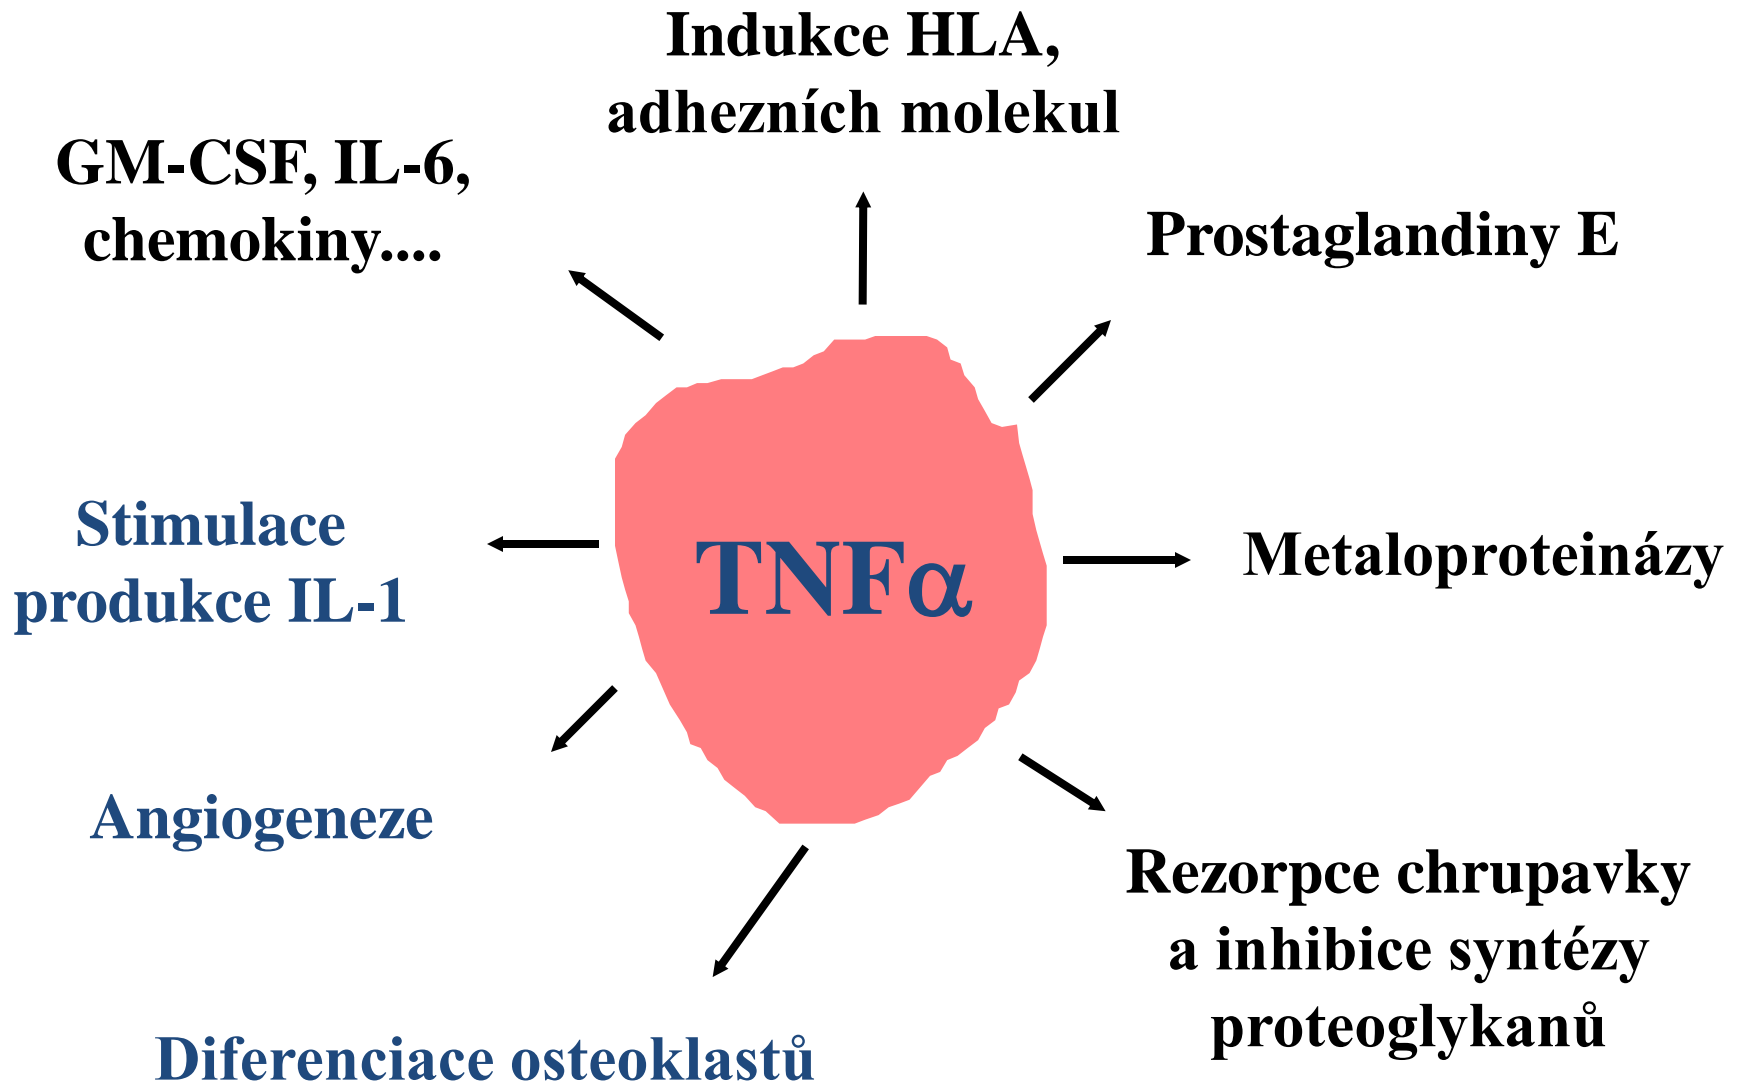 Indukce HLA,
adhezních molekul
GM-CSF, IL-6,
chemokiny....
Prostaglandiny E
Stimulace
produkce IL-1
TNFα
Metaloproteinázy
Angiogeneze
Rezorpce chrupavky
a inhibice syntézy
proteoglykanů
Diferenciace osteoklastů